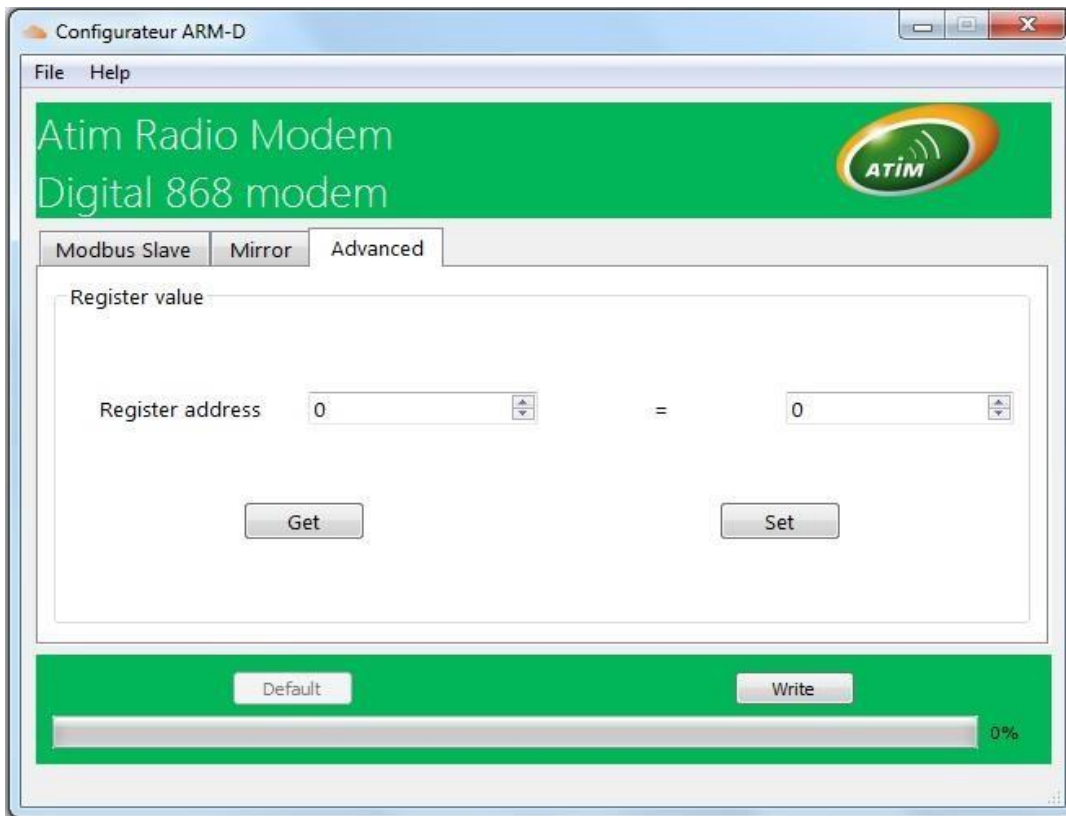 Configurateur ARM-D
File Help
Atim Radio Modem
ATiM
Digital 868 modem
Modbus Slave Mirror Advanced
Register value
Register address 0 = 0
Get Set
Default Write
0%